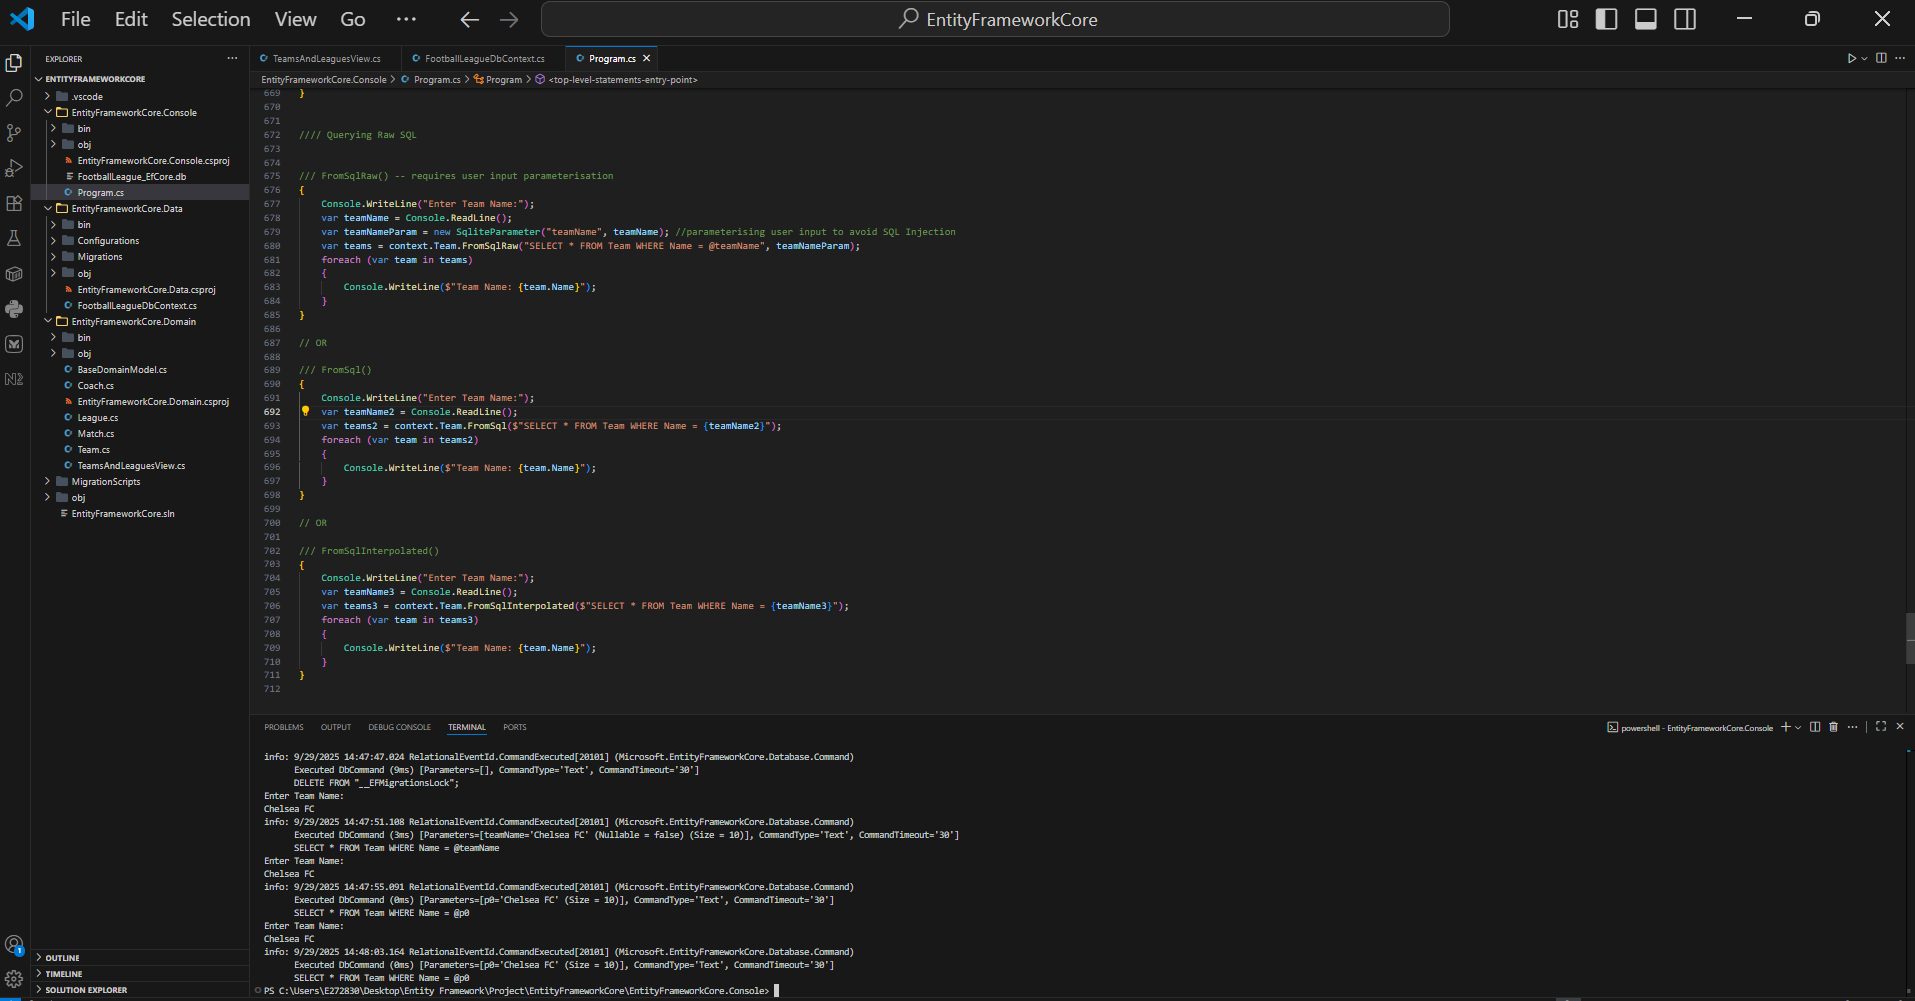 File Edit Selection View Go ··· EntityFrameworkCore
EXPLORER ···
ENTITYFRAMEWORKCORE
.vscode
EntityFrameworkCore.Console
bin
obj
EntityFrameworkCore.Console.csproj
FootballLeague_EfCore.db
Program.cs
EntityFrameworkCore.Data
bin
Configurations
Migrations
obj
EntityFrameworkCore.Data.csproj
FootballLeagueDbContext.cs
EntityFrameworkCore.Domain
bin
obj
BaseDomainModel.cs
Coach.cs
EntityFrameworkCore.Domain.csproj
League.cs
Match.cs
Team.cs
TeamsAndLeaguesView.cs
MigrationScripts
obj
EntityFrameworkCore.sln
OUTLINE
TIMELINE
SOLUTION EXPLORER
1
TeamsAndLeaguesView.cs FootballLeagueDbContext.cs Program.cs
EntityFrameworkCore.Console > Program.cs > Program > <top-level-statements-entry-point>
669 }
670
671
672 //// Querying Raw SQL
673
674
675 /// FromSqlRaw() -- requires user input parameterisation
676 {
677 Console.WriteLine("Enter Team Name:");
678 var teamName = Console.ReadLine();
679 var teamNameParam = new SqliteParameter("teamName", teamName); //parameterising user input to avoid SQL Injection
680 var teams = context.Team.FromSqlRaw("SELECT * FROM Team WHERE Name = @teamName", teamNameParam);
681 foreach (var team in teams)
682 {
683 Console.WriteLine($"Team Name: {team.Name}");
684 }
685 }
686
687 // OR
688
689 /// FromSql()
690 {
691 Console.WriteLine("Enter Team Name:");
692 var teamName2 = Console.ReadLine();
693 var teams2 = context.Team.FromSql($"SELECT * FROM Team WHERE Name = {teamName2}");
694 foreach (var team in teams2)
695 {
696 Console.WriteLine($"Team Name: {team.Name}");
697 }
698 }
699
700 // OR
701
702 /// FromSqlInterpolated()
703 {
704 Console.WriteLine("Enter Team Name:");
705 var teamName3 = Console.ReadLine();
706 var teams3 = context.Team.FromSqlInterpolated($"SELECT * FROM Team WHERE Name = {teamName3}");
707 foreach (var team in teams3)
708 {
709 Console.WriteLine($"Team Name: {team.Name}");
710 }
711 }
712
PROBLEMS OUTPUT DEBUG CONSOLE TERMINAL PORTS powershell - EntityFrameworkCore.Console
info: 9/29/2025 14:47:47.024 RelationalEventId.CommandExecuted[20101] (Microsoft.EntityFrameworkCore.Database.Command)
Executed DbCommand (9ms) [Parameters=[], CommandType='Text', CommandTimeout='30']
DELETE FROM "__EFMigrationsLock";
Enter Team Name:
Chelsea FC
info: 9/29/2025 14:47:51.108 RelationalEventId.CommandExecuted[20101] (Microsoft.EntityFrameworkCore.Database.Command)
Executed DbCommand (3ms) [Parameters=[teamName='Chelsea FC' (Nullable = false) (Size = 10)], CommandType='Text', CommandTimeout='30']
SELECT * FROM Team WHERE Name = @teamName
Enter Team Name:
Chelsea FC
info: 9/29/2025 14:47:55.091 RelationalEventId.CommandExecuted[20101] (Microsoft.EntityFrameworkCore.Database.Command)
Executed DbCommand (0ms) [Parameters=[p0='Chelsea FC' (Size = 10)], CommandType='Text', CommandTimeout='30']
SELECT * FROM Team WHERE Name = @p0
Enter Team Name:
Chelsea FC
info: 9/29/2025 14:48:03.164 RelationalEventId.CommandExecuted[20101] (Microsoft.EntityFrameworkCore.Database.Command)
Executed DbCommand (0ms) [Parameters=[p0='Chelsea FC' (Size = 10)], CommandType='Text', CommandTimeout='30']
SELECT * FROM Team WHERE Name = @p0
PS C:\Users\E272830\Desktop\Entity Framework\Project\EntityFrameworkCore\EntityFrameworkCore.Console>